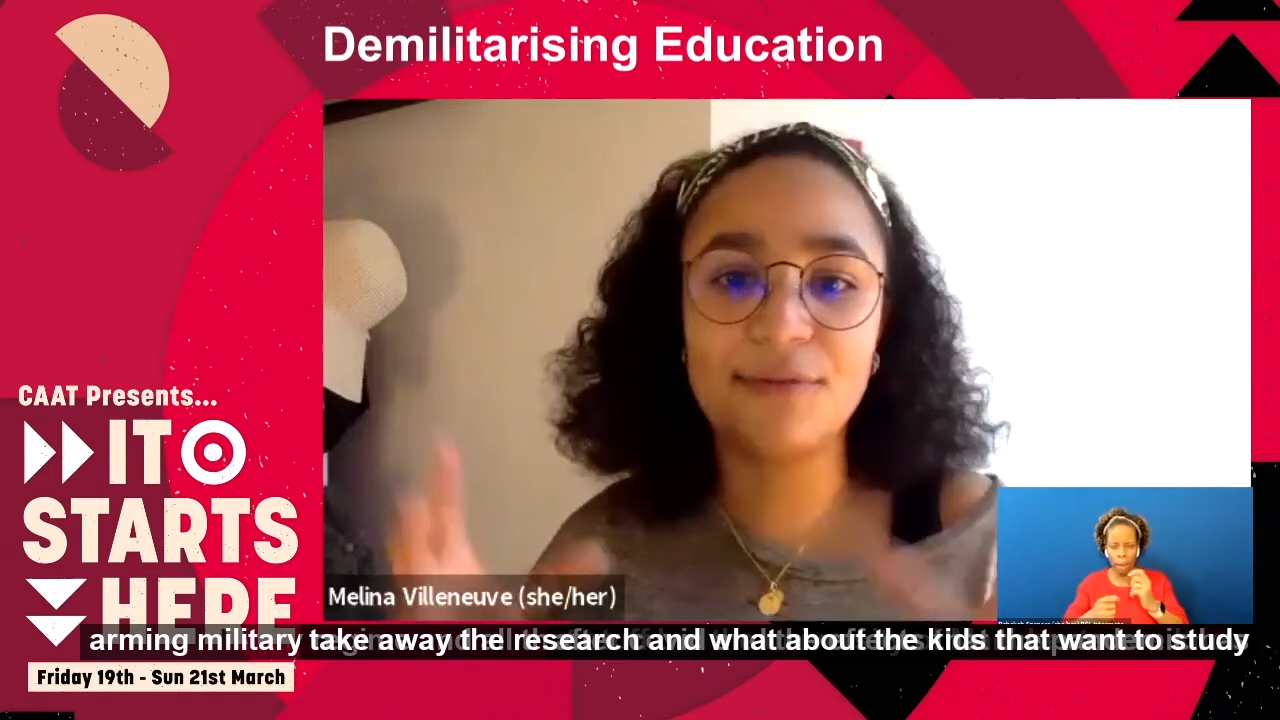 Demilitarising Education
CAAT Presents...
IT
STARTS
HERE
Friday 19th - Sun 21st March
Melina Villeneuve (she/her)
arming military take away the research and what about the kids that want to study